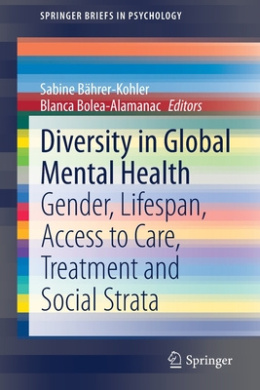 SPRINGER BRIEFS IN PSYCHOLOGY
Sabine Bährer-Kohler
Blanca Bolea-Alamanac Editors
Diversity in Global
Mental Health
Gender, Lifespan,
Access to Care,
Treatment and
Social Strata
Springer